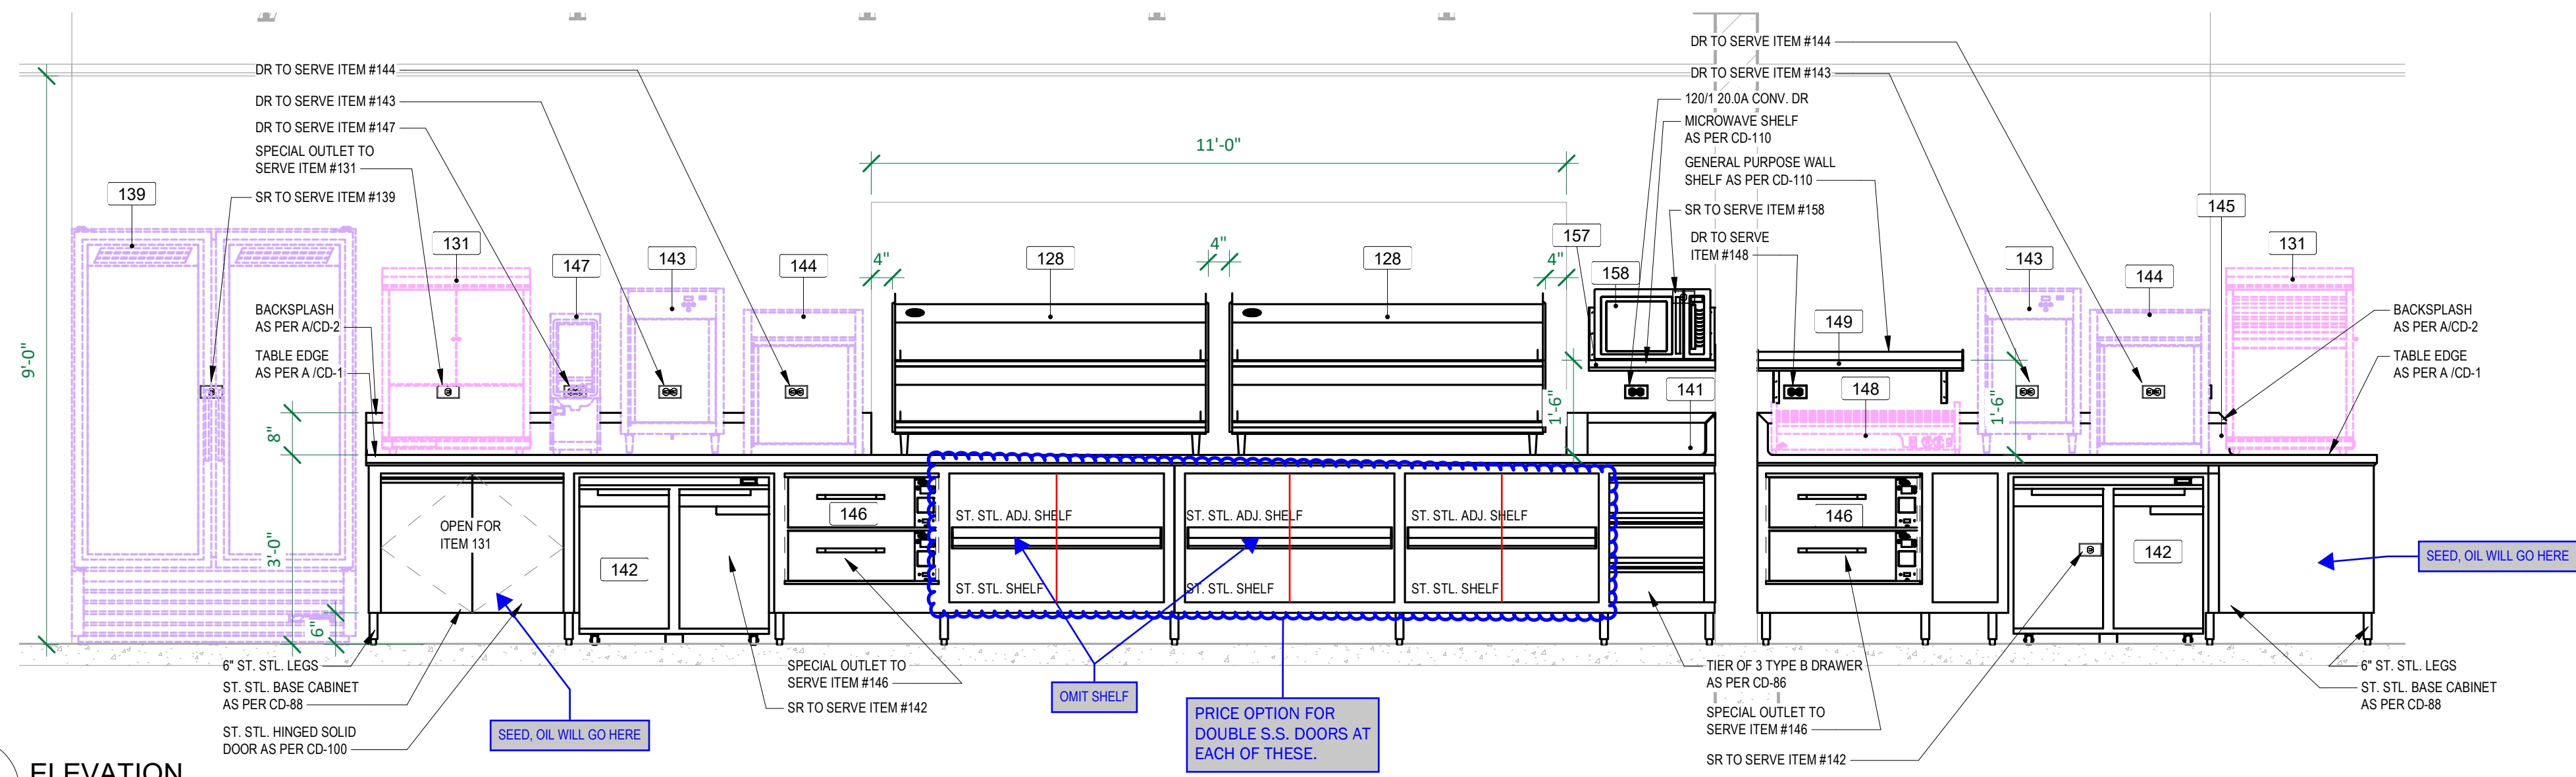 DR TO SERVE ITEM #144
DR TO SERVE ITEM #143
DR TO SERVE ITEM #147
SPECIAL OUTLET TO
SERVE ITEM #131
SR TO SERVE ITEM #139
139
131
147
143
144
BACKSPLASH
AS PER A/CD-2
TABLE EDGE
AS PER A /CD-1
9'-0"
8"
3'-0"
6"
11'-0"
4"
4"
4"
128
128
157
158
1'-6"
141
DR TO SERVE ITEM #144
DR TO SERVE ITEM #143
120/1 20.0A CONV. DR
MICROWAVE SHELF
AS PER CD-110
GENERAL PURPOSE WALL
SHELF AS PER CD-110
SR TO SERVE ITEM #158
DR TO SERVE
ITEM #148
149
148
143
144
145
131
1'-6"
BACKSPLASH
AS PER A/CD-2
TABLE EDGE
AS PER A /CD-1
OPEN FOR
ITEM 131
142
146
ST. STL. ADJ. SHELF
ST. STL. ADJ. SHELF
ST. STL. ADJ. SHELF
ST. STL. SHELF
ST. STL. SHELF
ST. STL. SHELF
146
142
SEED, OIL WILL GO HERE
6" ST. STL. LEGS
ST. STL. BASE CABINET
AS PER CD-88
ST. STL. HINGED SOLID
DOOR AS PER CD-100
SEED, OIL WILL GO HERE
SPECIAL OUTLET TO
SERVE ITEM #146
SR TO SERVE ITEM #142
OMIT SHELF
PRICE OPTION FOR
DOUBLE S.S. DOORS AT
EACH OF THESE.
TIER OF 3 TYPE B DRAWER
AS PER CD-86
SPECIAL OUTLET TO
SERVE ITEM #146
SR TO SERVE ITEM #142
6" ST. STL. LEGS
ST. STL. BASE CABINET
AS PER CD-88
ELEVATION